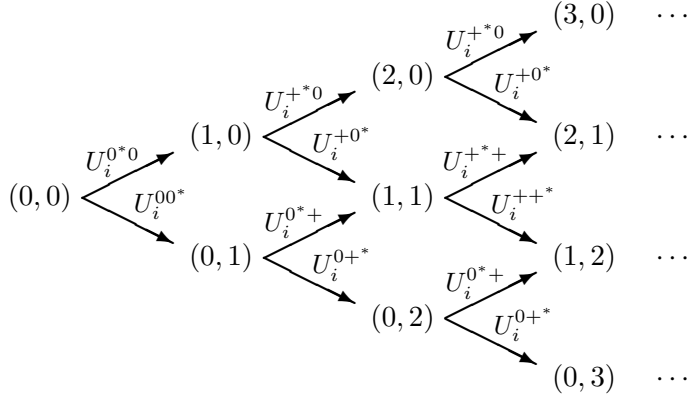 (3, 0) ⋯
U_i^{+^*0}
(2, 0)
U_i^{+^*0} U_i^{+0^*}
(1, 0) (2, 1) ⋯
U_i^{0^*0} U_i^{+0^*} U_i^{+^*+}
(0, 0) (1, 1)
U_i^{00^*} U_i^{0^*+} U_i^{++^*}
(0, 1) (1, 2) ⋯
U_i^{0+^*} U_i^{0^*+}
(0, 2)
U_i^{0+^*}
(0, 3) ⋯